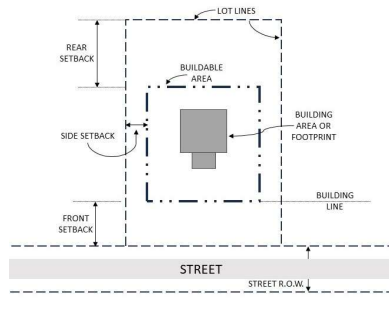 LOT LINES
REAR
SETBACK
BUILDABLE
AREA
SIDE SETBACK
BUILDING
AREA OR
FOOTPRINT
BUILDING
LINE
FRONT
SETBACK
STREET
STREET R.O.W.